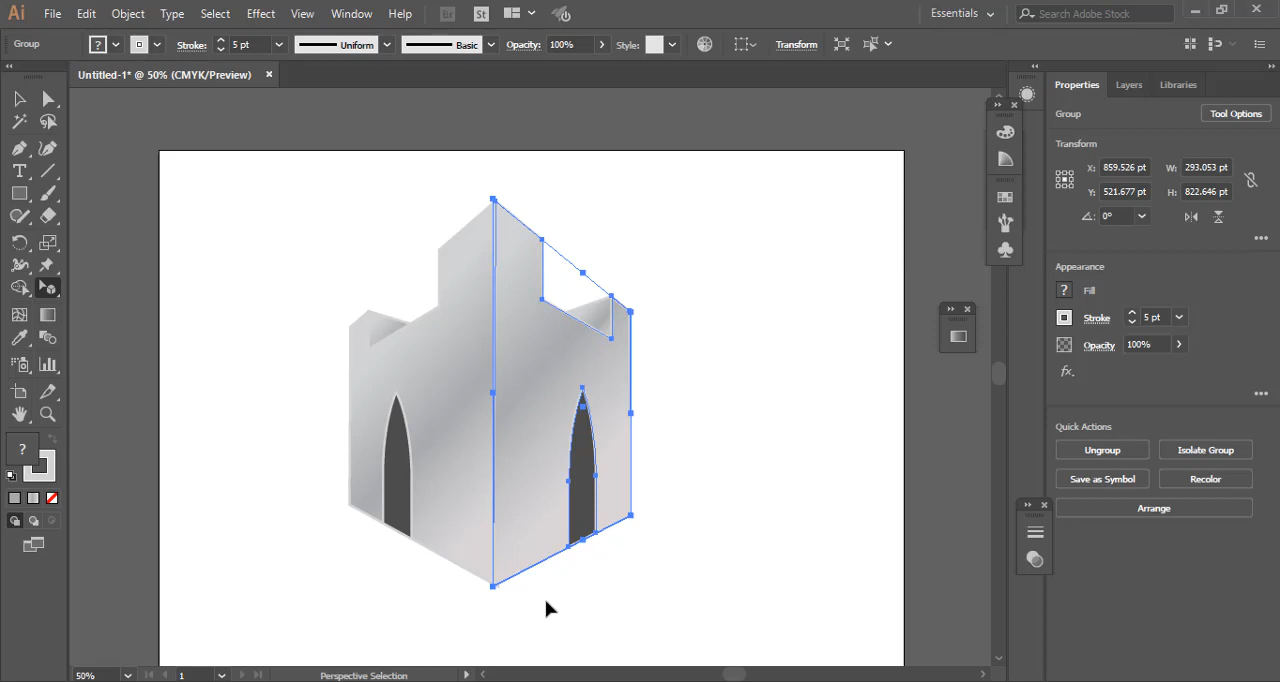 Ai File Edit Object Type Select Effect View Window Help Br St Essentials Search Adobe Stock
Group ? Stroke: 5 pt Uniform Basic Opacity: 100% Style: Transform
Untitled-1* @ 50% (CMYK/Preview)
Properties Layers Libraries
Group Tool Options
Transform
X: 859.526 pt W: 293.053 pt
Y: 521.677 pt H: 822.646 pt
0°
Appearance
? Fill
Stroke 5 pt
Opacity 100%
fx.
Quick Actions
Ungroup Isolate Group
Save as Symbol Recolor
Arrange
T
?
50% 1 Perspective Selection